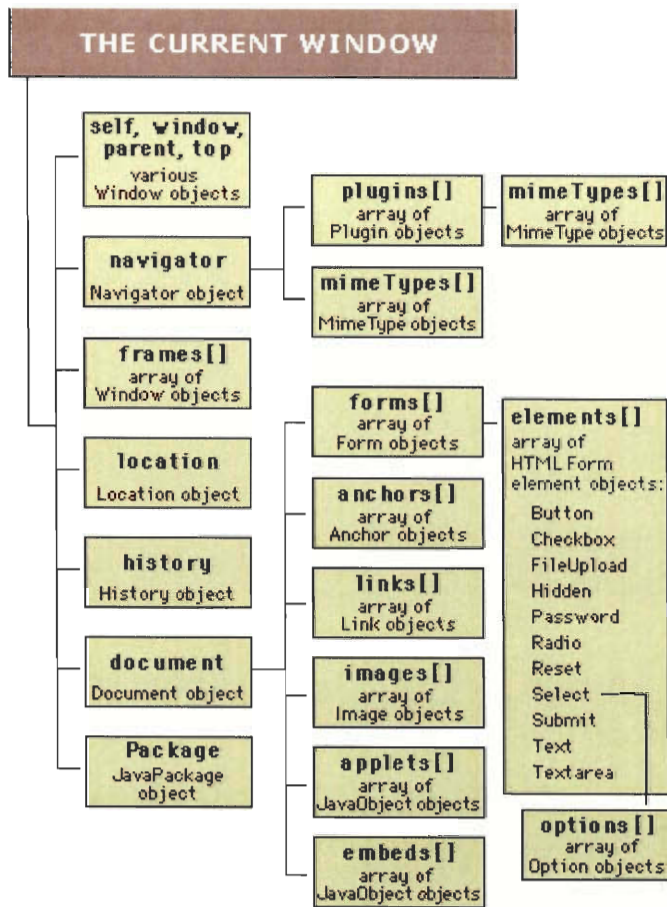 THE CURRENT WINDOW
self, window,
parent, top
various
Window objects
navigator
Navigator object
plugins[]
array of
Plugin objects
mimeTypes[]
array of
MimeType objects
mimeTypes[]
array of
MimeType objects
frames[]
array of
Window objects
location
Location object
history
History object
document
Document object
Package
JavaPackage
object
forms[]
array of
Form objects
anchors[]
array of
Anchor objects
links[]
array of
Link objects
images[]
array of
Image objects
applets[]
array of
JavaObject objects
embeds[]
array of
JavaObject objects
elements[]
array of
HTML Form
element objects:
Button
Checkbox
FileUpload
Hidden
Password
Radio
Reset
Select
Submit
Text
Textarea
options[]
array of
Option objects